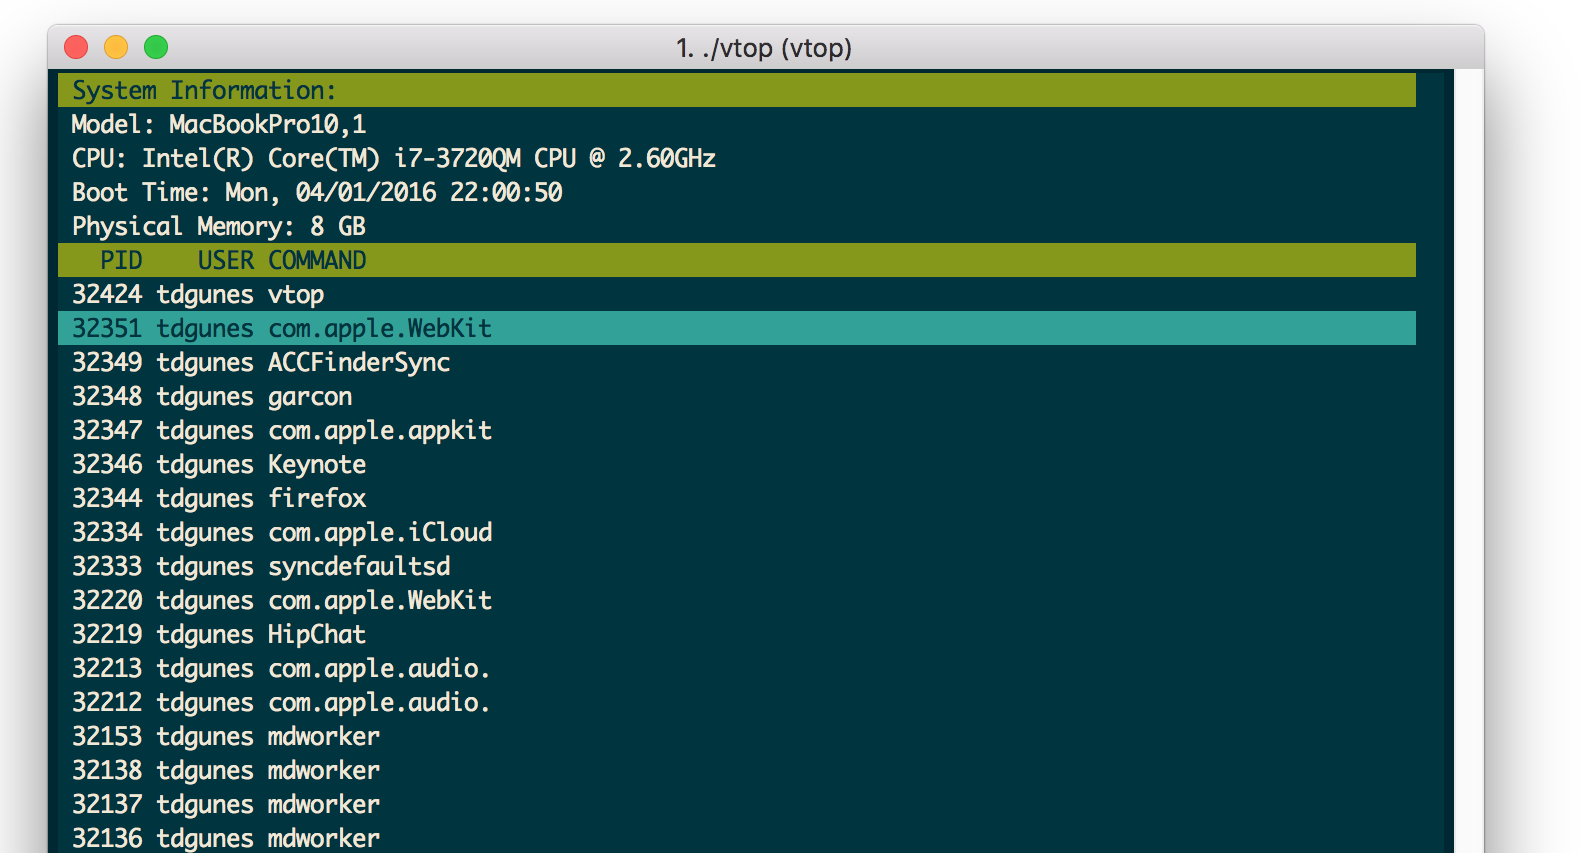 1. ./vtop (vtop)
System Information:
Model: MacBookPro10,1
CPU: Intel(R) Core(TM) i7-3720QM CPU @ 2.60GHz
Boot Time: Mon, 04/01/2016 22:00:50
Physical Memory: 8 GB
PID USER COMMAND
32424 tdgunes vtop
32351 tdgunes com.apple.WebKit
32349 tdgunes ACCFinderSync
32348 tdgunes garcon
32347 tdgunes com.apple.appkit
32346 tdgunes Keynote
32344 tdgunes firefox
32334 tdgunes com.apple.iCloud
32333 tdgunes syncdefaultsd
32220 tdgunes com.apple.WebKit
32219 tdgunes HipChat
32213 tdgunes com.apple.audio.
32212 tdgunes com.apple.audio.
32153 tdgunes mdworker
32138 tdgunes mdworker
32137 tdgunes mdworker
32136 tdgunes mdworker